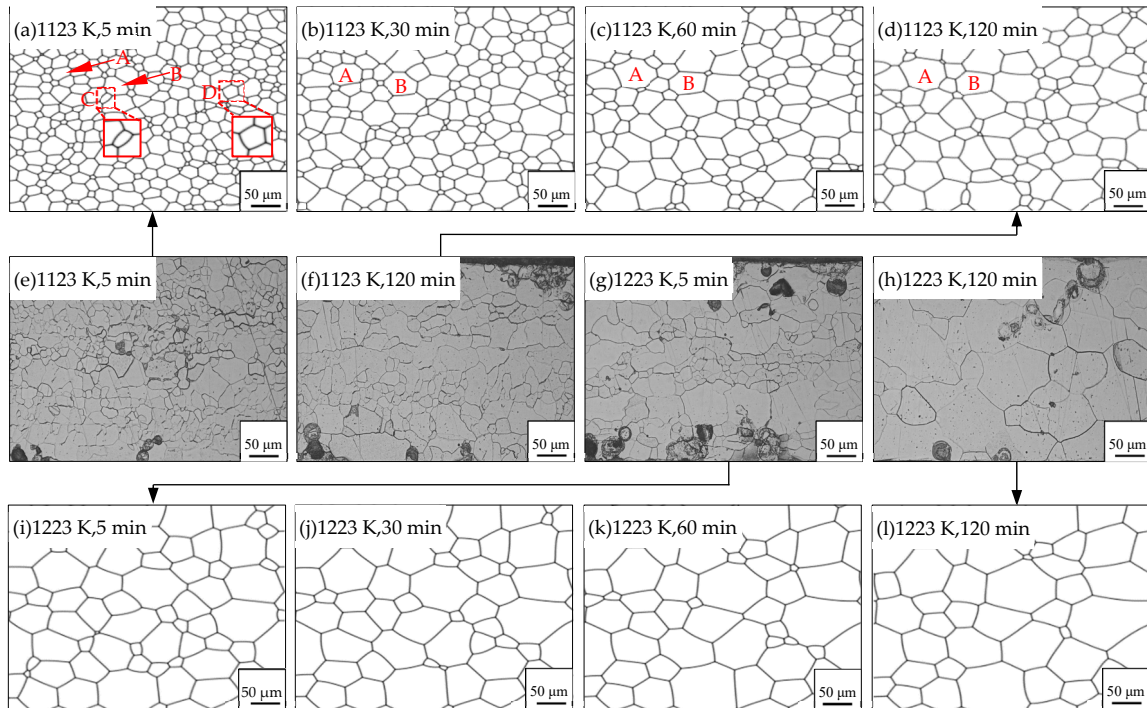 (a)1123 K,5 min
A
B
C
D
50 μm
(b)1123 K,30 min
A
B
50 μm
(c)1123 K,60 min
A
B
50 μm
(d)1123 K,120 min
A
B
50 μm
(e)1123 K,5 min
50 μm
(f)1123 K,120 min
50 μm
(g)1223 K,5 min
50 μm
(h)1223 K,120 min
50 μm
(i)1223 K,5 min
50 μm
(j)1223 K,30 min
50 μm
(k)1223 K,60 min
50 μm
(l)1223 K,120 min
50 μm